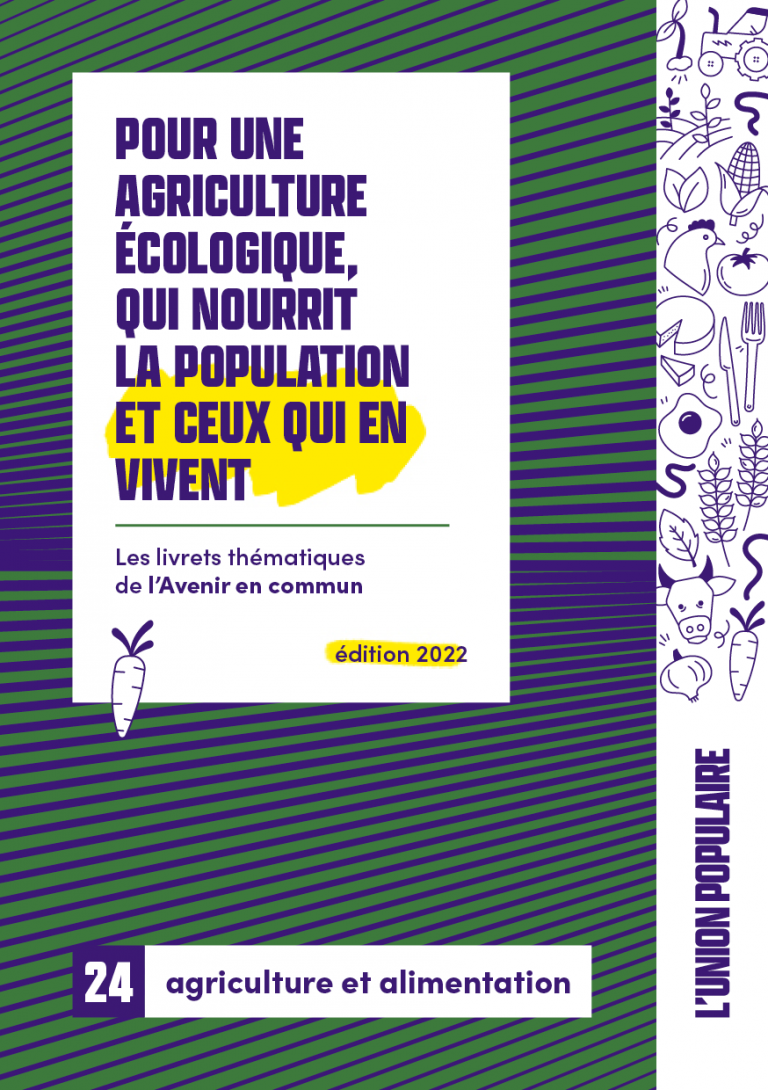 POUR UNE
AGRICULTURE
ÉCOLOGIQUE,
QUI NOURRIT
LA POPULATION
ET CEUX QUI EN
VIVENT
Les livrets thématiques
de l’Avenir en commun
édition 2022
24 agriculture et alimentation
L’UNION POPULAIRE